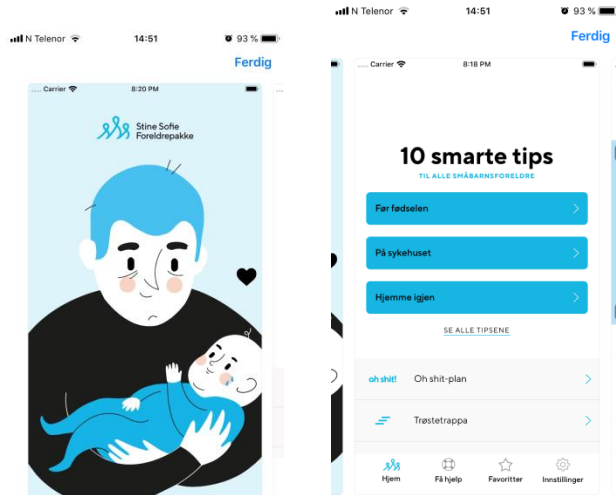 N Telenor 14:51 93 %
Ferdig
.... Carrier 8:20 PM
Stine Sofie
Foreldrepakke
N Telenor 14:51 93 %
Ferdig
.... Carrier 8:18 PM
10 smarte tips
TIL ALLE SMÅBARNSFORELDRE
Før fødselen
På sykehuset
Hjemme igjen
SE ALLE TIPSENE
oh shit! Oh shit-plan
Trøstetrappa
Hjem Få hjelp Favoritter Innstillinger